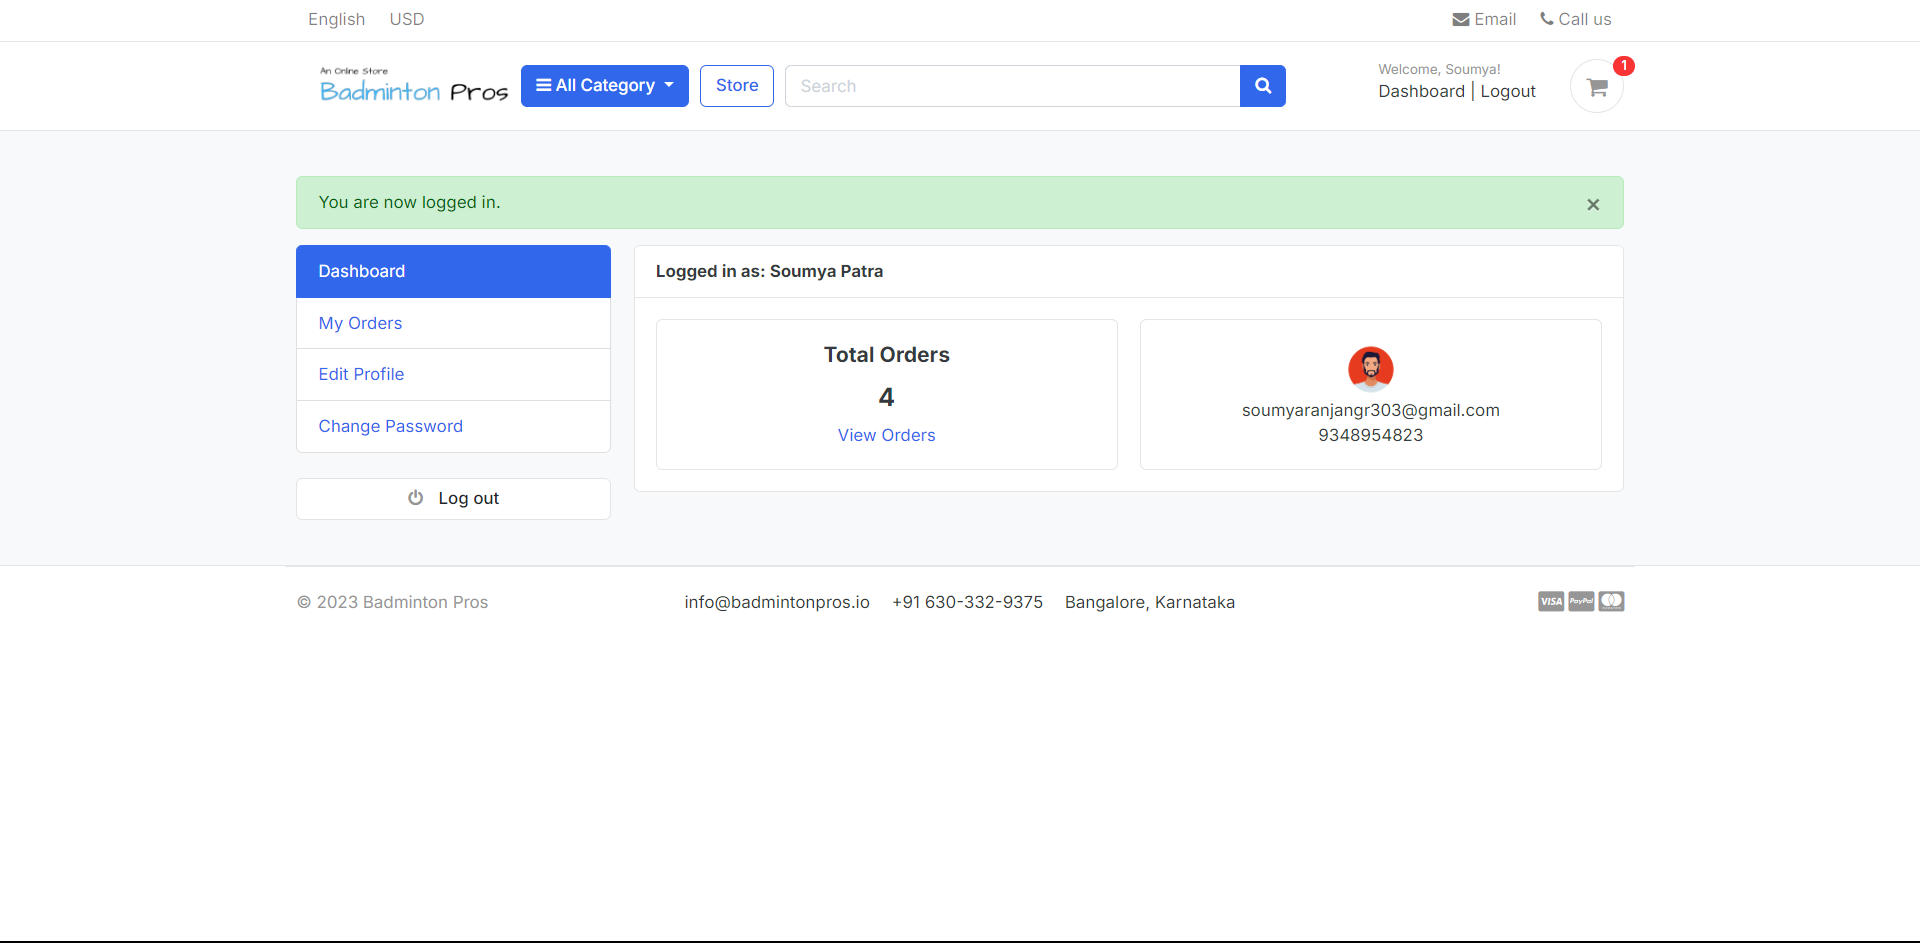 English USD Email Call us
An Online Store
Badminton Pros
All Category Store Search
Welcome, Soumya!
Dashboard | Logout
1
You are now logged in. ×
Dashboard
My Orders
Edit Profile
Change Password
Log out
Logged in as: Soumya Patra
Total Orders
4
View Orders
soumyaranjangr303@gmail.com
9348954823
© 2023 Badminton Pros info@badmintonpros.io +91 630-332-9375 Bangalore, Karnataka VISA PayPal